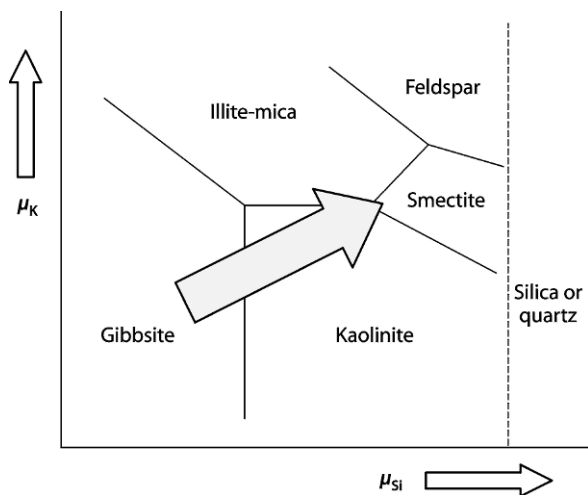 Feldspar
Illite-mica
μK
Smectite
Silica or
quartz
Gibbsite
Kaolinite
μSi